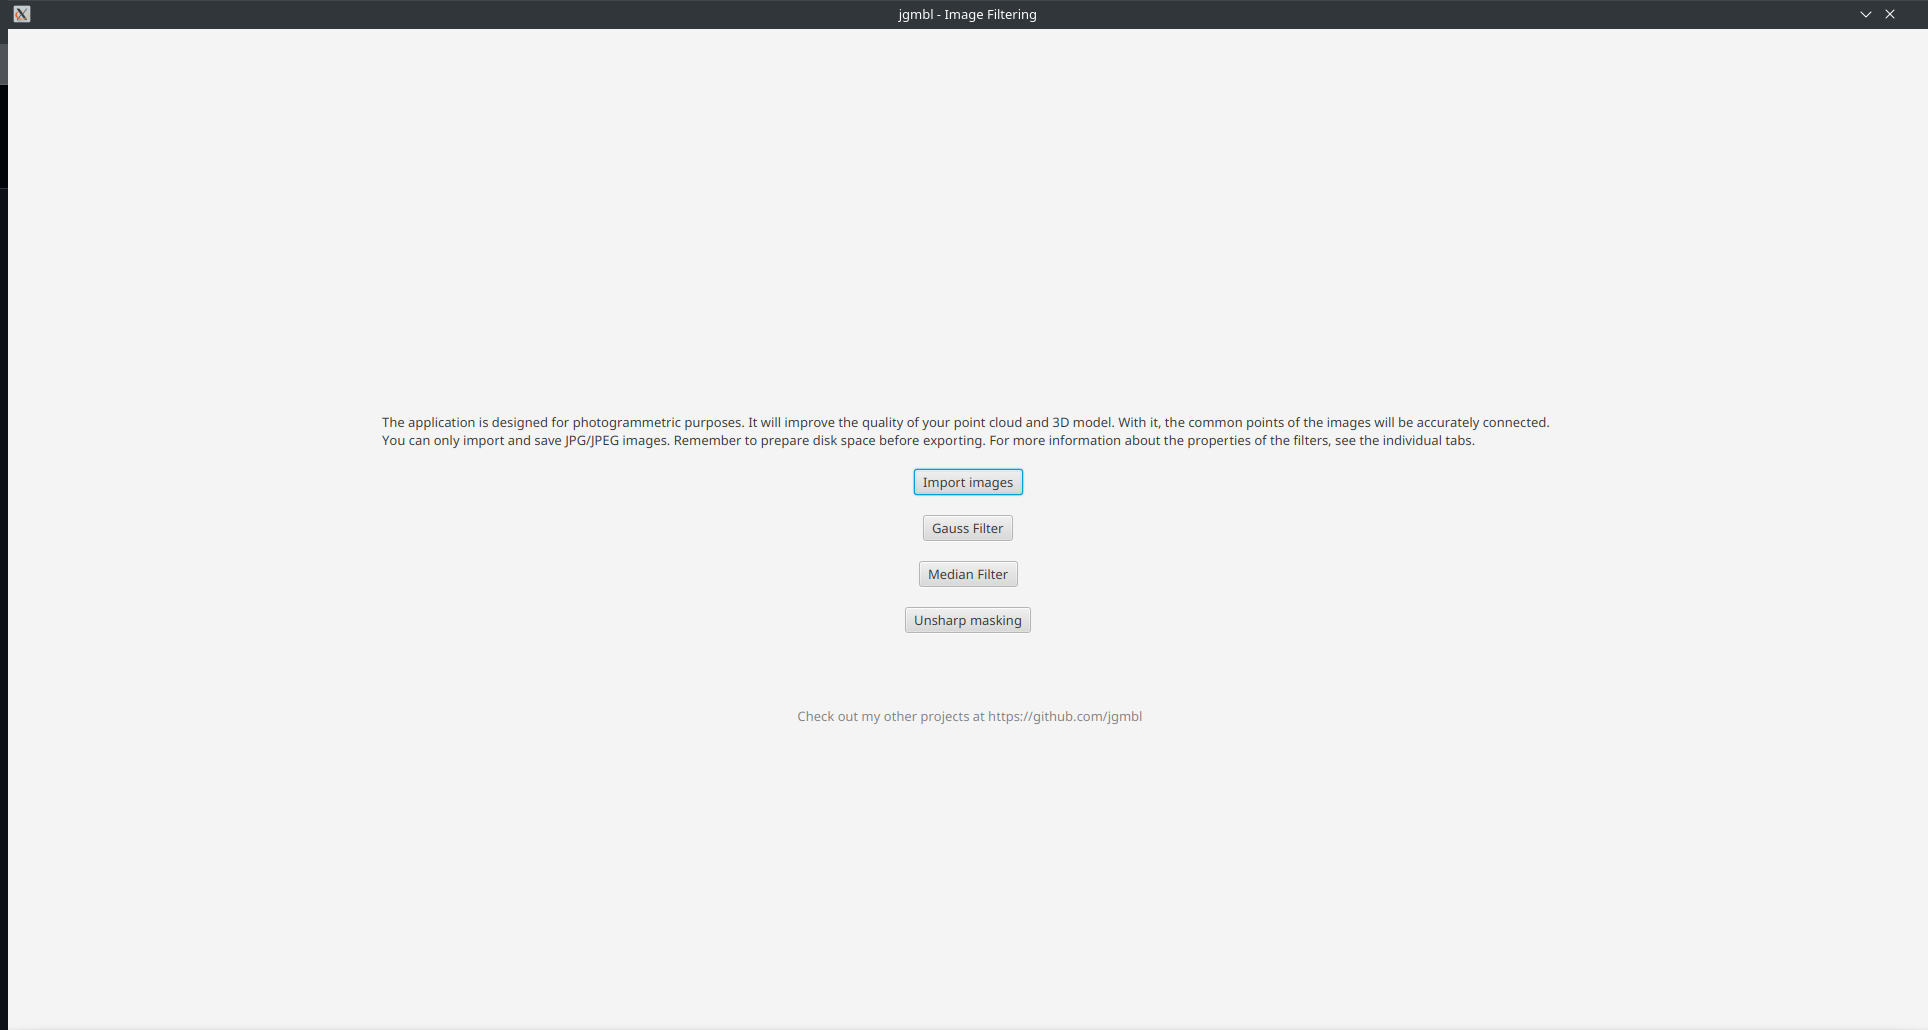 jgmbl - Image Filtering
The application is designed for photogrammetric purposes. It will improve the quality of your point cloud and 3D model. With it, the common points of the images will be accurately connected.
You can only import and save JPG/JPEG images. Remember to prepare disk space before exporting. For more information about the properties of the filters, see the individual tabs.
Import images
Gauss Filter
Median Filter
Unsharp masking
Check out my other projects at https://github.com/jgmbl